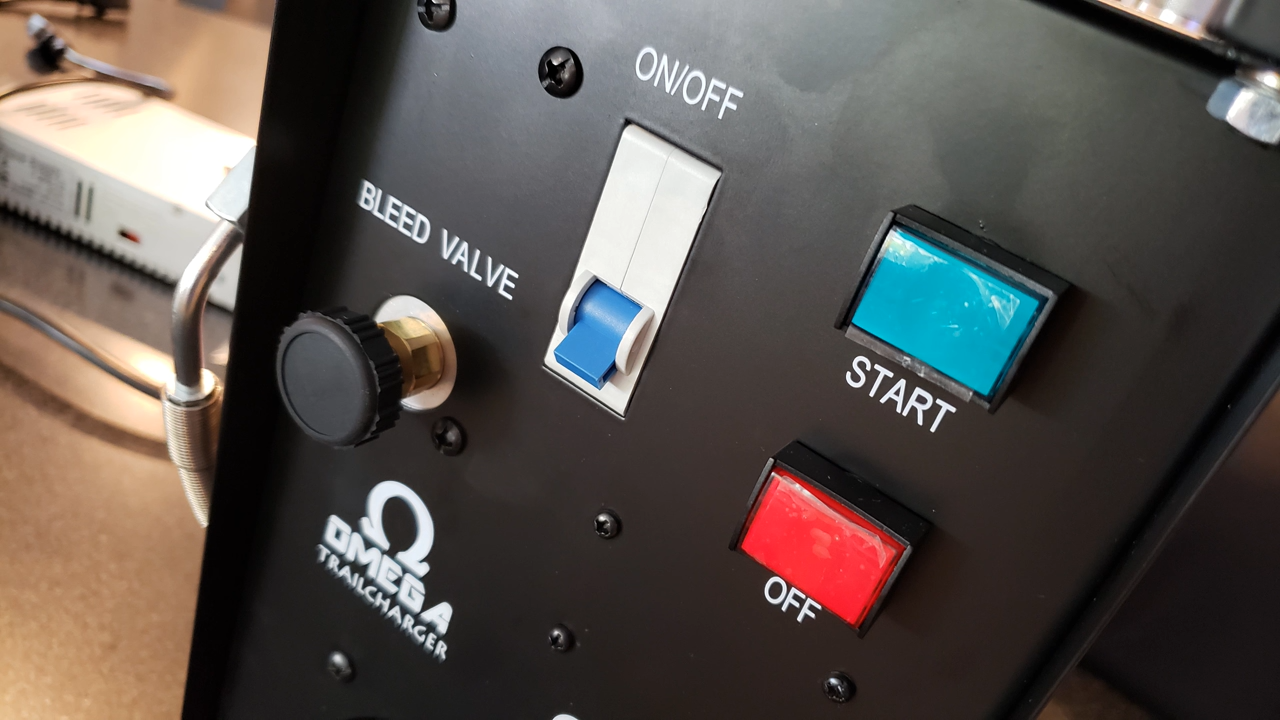 ON/OFF
BLEED VALVE
START
OFF
OMEGA
TRAILCHARGER